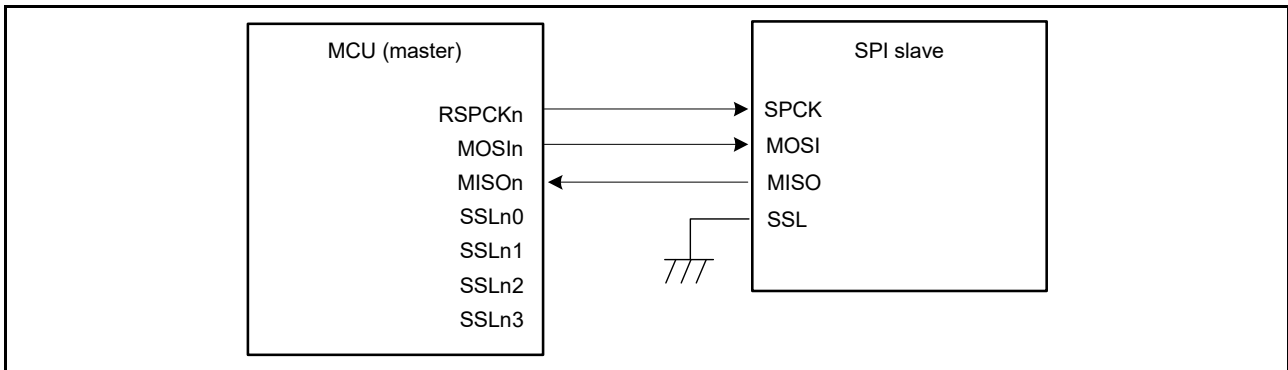 MCU (master)
RSPCKn
MOSIn
MISOn
SSLn0
SSLn1
SSLn2
SSLn3
SPI slave
SPCK
MOSI
MISO
SSL